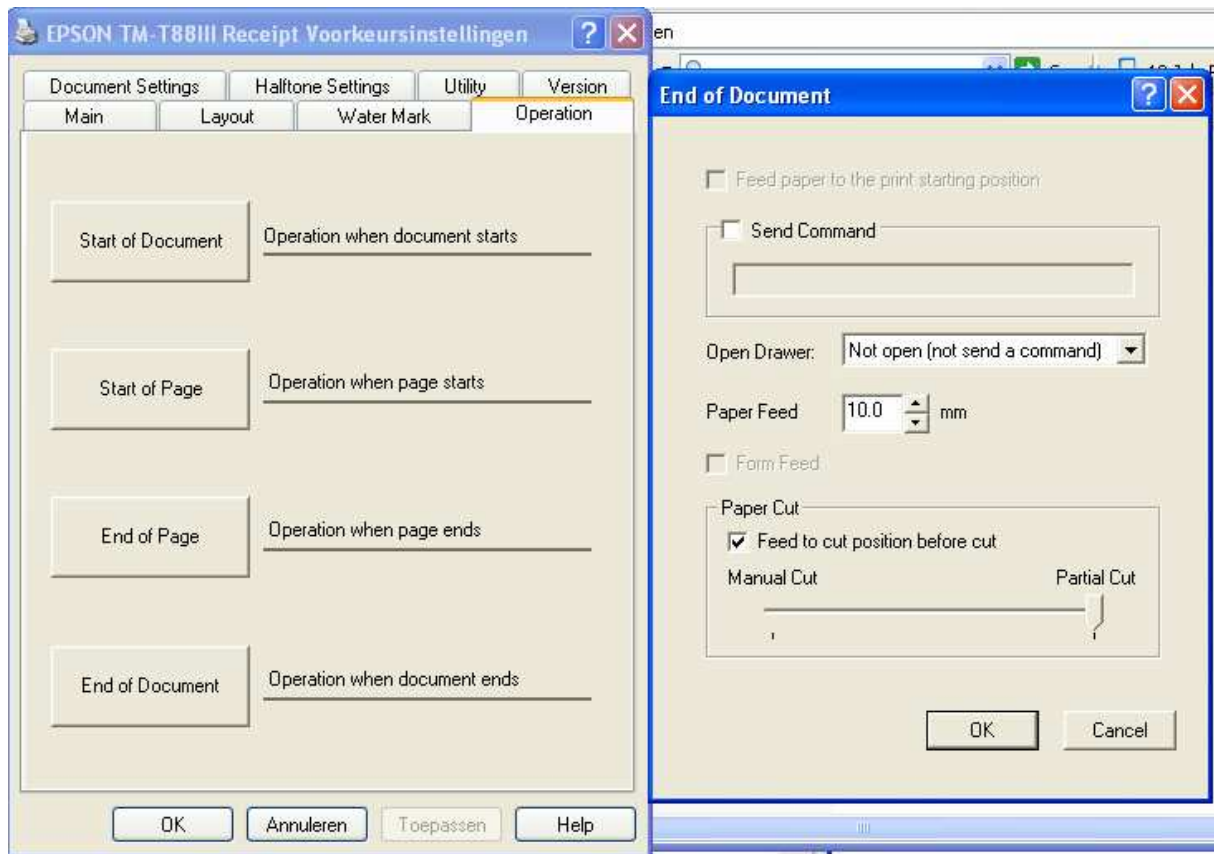 EPSON TM-T88III Receipt Voorkeursinstellingen
Document Settings Halftone Settings Utility Version
Main Layout Water Mark Operation
Start of Document Operation when document starts
Start of Page Operation when page starts
End of Page Operation when page ends
End of Document Operation when document ends
OK Annuleren Toepassen Help
en
End of Document
Feed paper to the print starting position
Send Command
Open Drawer: Not open (not send a command)
Paper Feed 10.0 mm
Form Feed
Paper Cut
Feed to cut position before cut
Manual Cut Partial Cut
OK Cancel